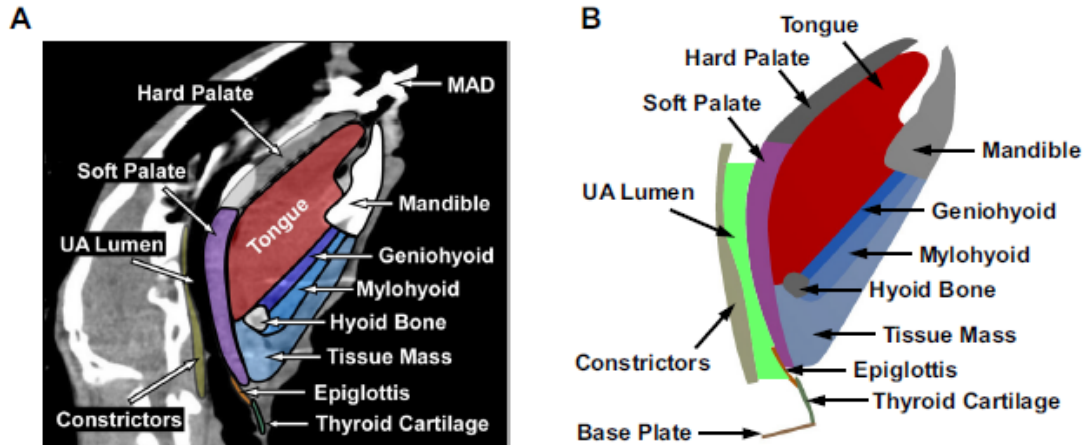 A
MAD
Hard Palate
Soft Palate
Mandible
Tongue
UA Lumen
Geniohyoid
Mylohyoid
Hyoid Bone
Tissue Mass
Epiglottis
Constrictors
Thyroid Cartilage
B
Tongue
Hard Palate
Soft Palate
Mandible
UA Lumen
Geniohyoid
Mylohyoid
Hyoid Bone
Tissue Mass
Constrictors
Epiglottis
Thyroid Cartilage
Base Plate